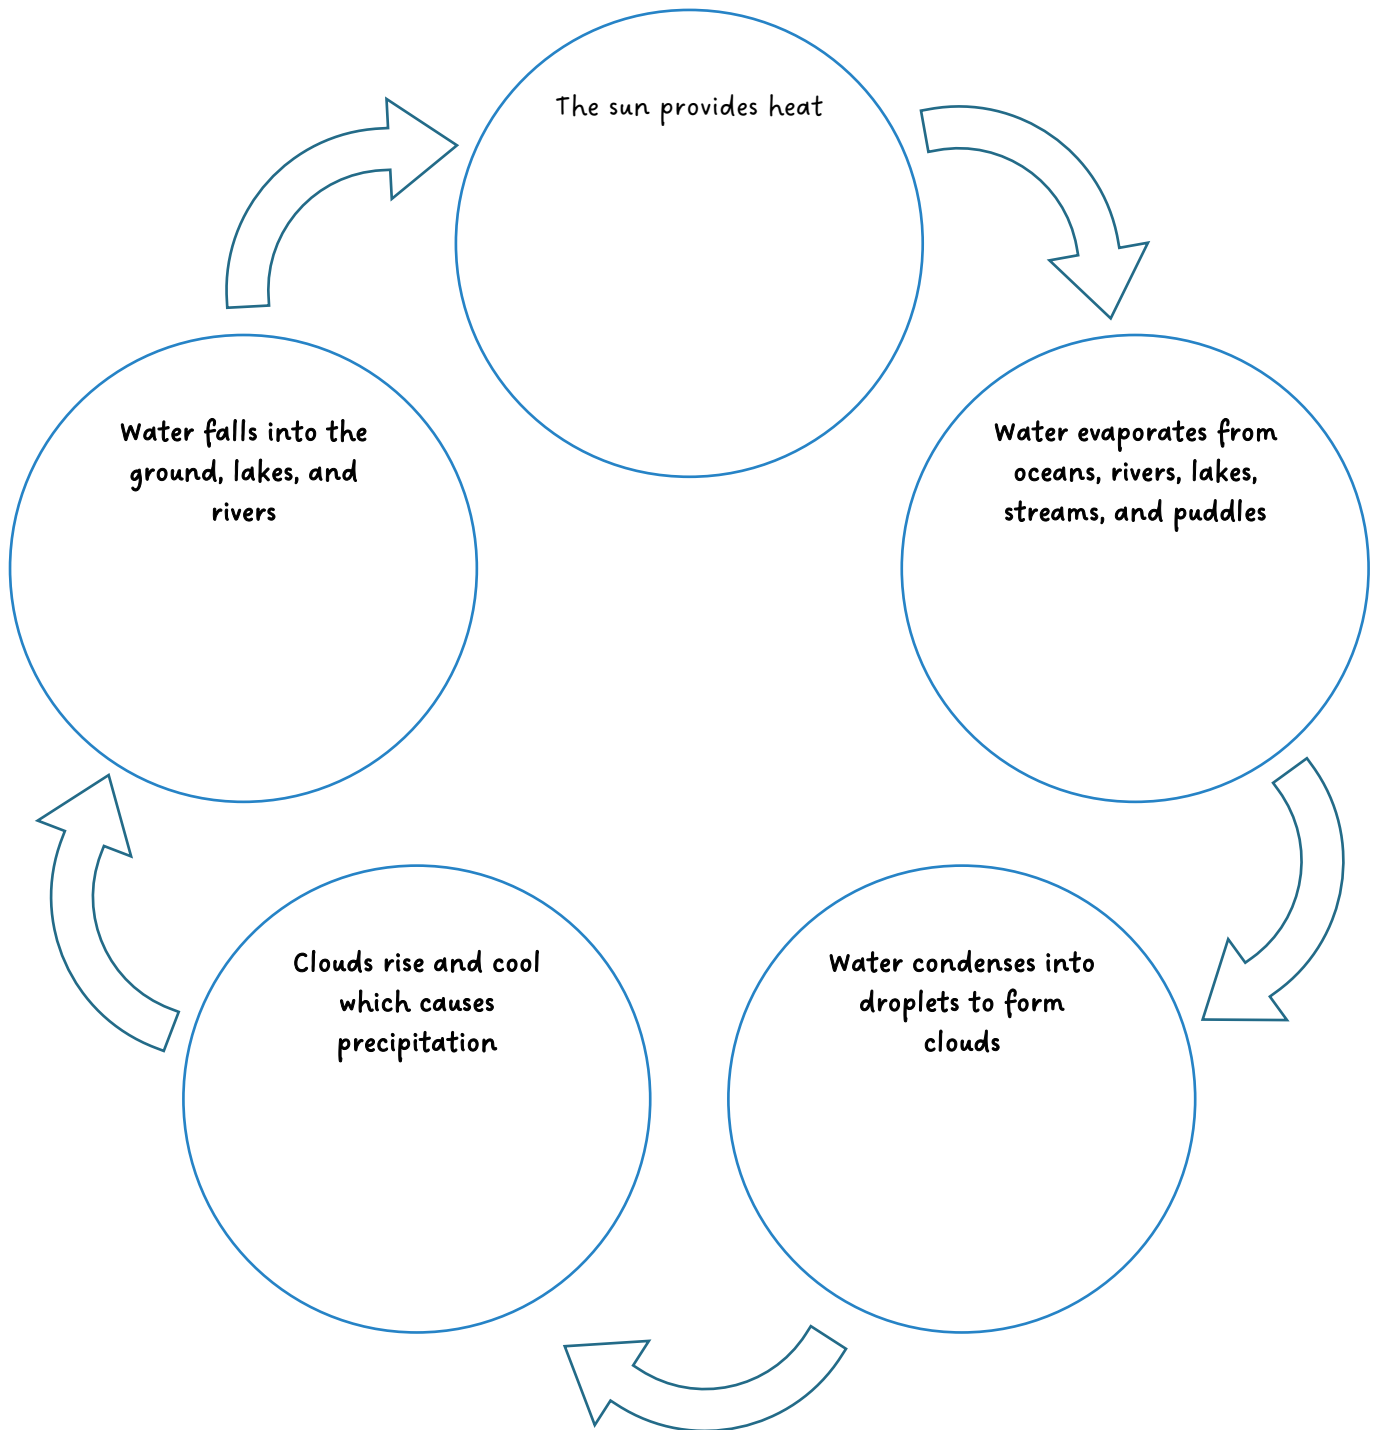 The sun provides heat
Water evaporates from
oceans, rivers, lakes,
streams, and puddles
Water condenses into
droplets to form
clouds
Clouds rise and cool
which causes
precipitation
Water falls into the
ground, lakes, and
rivers